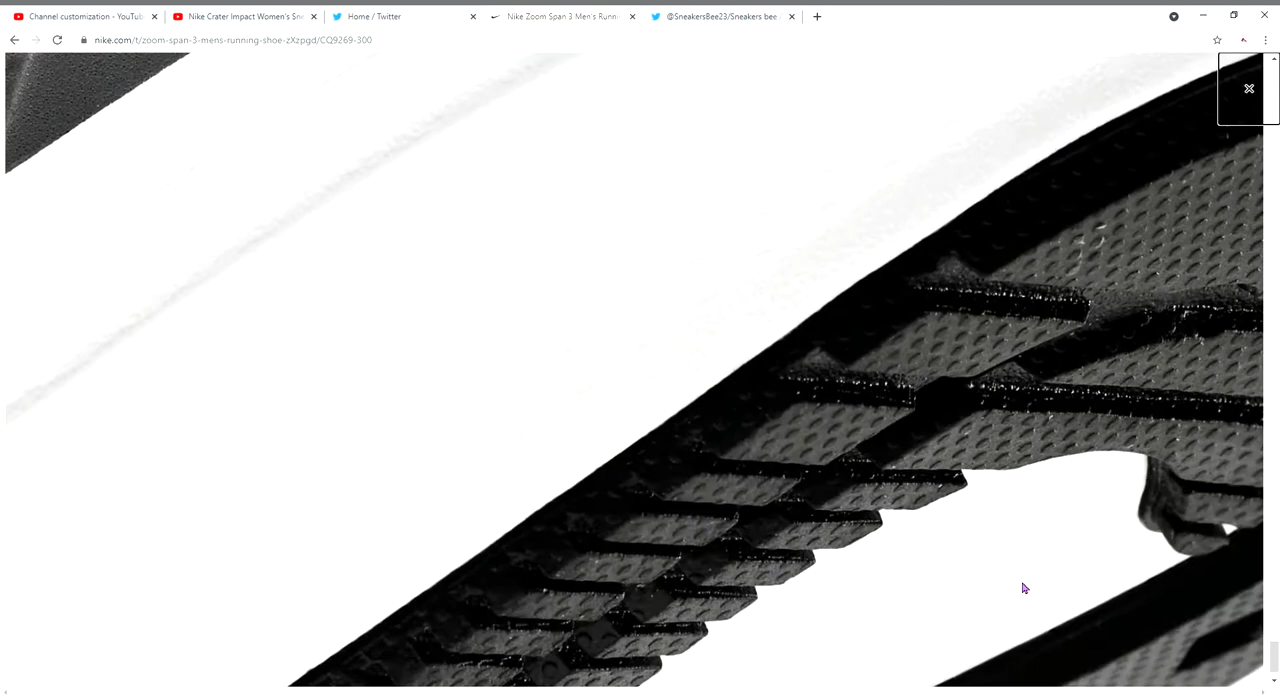 Channel customization - YouTub
Nike Crater Impact Women's Sne
Home / Twitter
Nike Zoom Span 3 Men's Runni
@SneakersBee23/Sneakers bee
nike.com/t/zoom-span-3-mens-running-shoe-zXzpgd/CQ9269-300